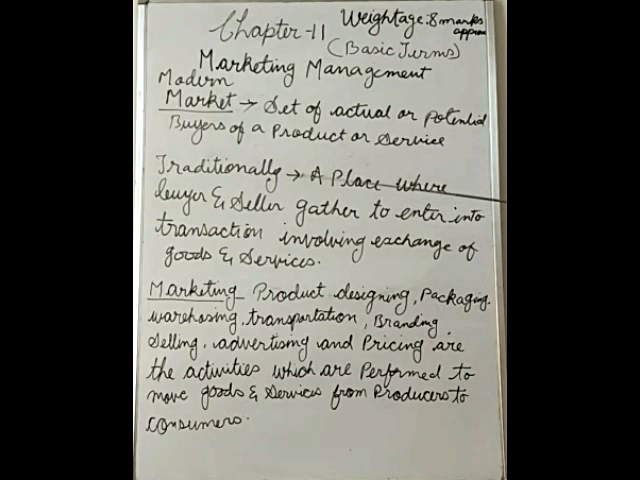 Chapter-11 Weightage: 8 marks
approx
(Basic Terms)
Marketing Management
Modern
Market → Set of actual or Potential
Buyers of a Product or Service
Traditionally → A Place where
buyer & Seller gather to enter into
transaction involving exchange of
goods & Services.
Marketing Product designing, Packaging,
warehosing, transportation, Branding,
Selling, advertising and Pricing are
the activities which are Performed to
move goods & Services from Producers to
consumers.